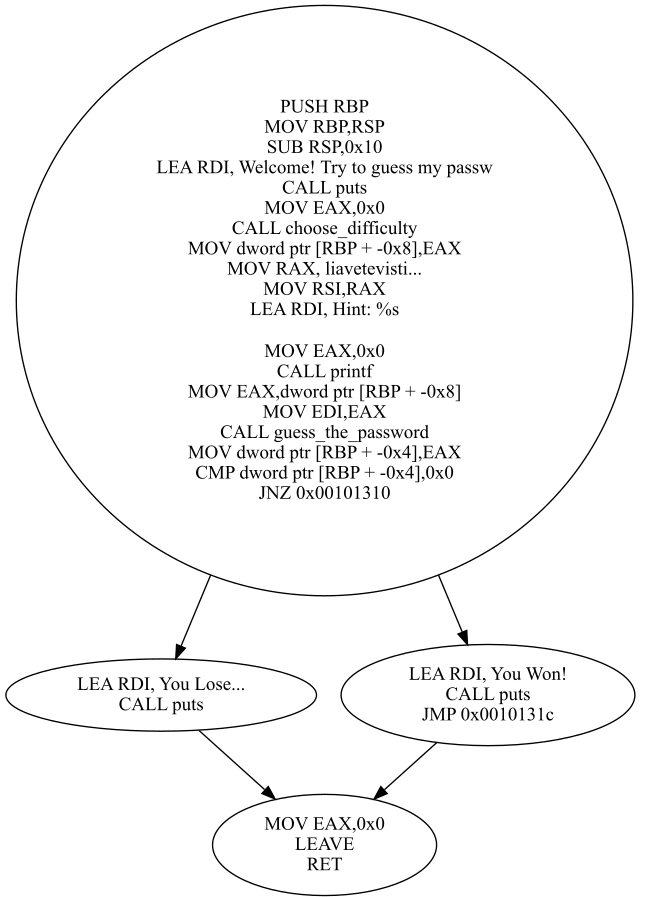 PUSH RBP
MOV RBP,RSP
SUB RSP,0x10
LEA RDI, Welcome! Try to guess my passw
CALL puts
MOV EAX,0x0
CALL choose_difficulty
MOV dword ptr [RBP + -0x8],EAX
MOV RAX, liavetevisti...
MOV RSI,RAX
LEA RDI, Hint: %s
MOV EAX,0x0
CALL printf
MOV EAX,dword ptr [RBP + -0x8]
MOV EDI,EAX
CALL guess_the_password
MOV dword ptr [RBP + -0x4],EAX
CMP dword ptr [RBP + -0x4],0x0
JNZ 0x00101310
LEA RDI, You Lose...
CALL puts
LEA RDI, You Won!
CALL puts
JMP 0x0010131c
MOV EAX,0x0
LEAVE
RET